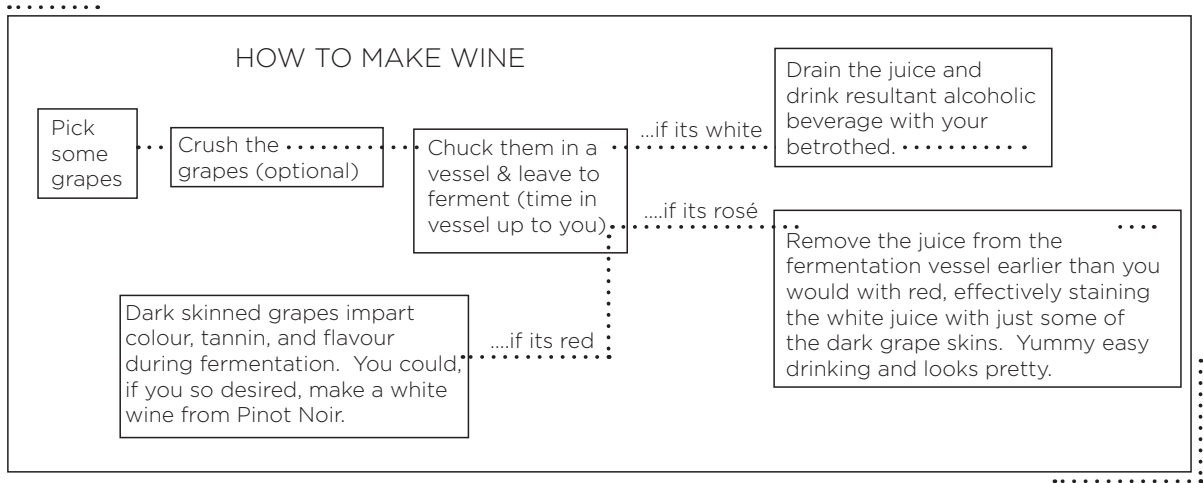 HOW TO MAKE WINE
Pick
some
grapes
Crush the
grapes (optional)
Chuck them in a
vessel & leave to
ferment (time in
vessel up to you)
...if its white
Drain the juice and
drink resultant alcoholic
beverage with your
betrothed.
....if its rosé
Remove the juice from the
fermentation vessel earlier than you
would with red, effectively staining
the white juice with just some of
the dark grape skins.  Yummy easy
drinking and looks pretty.
....if its red
Dark skinned grapes impart
colour, tannin, and flavour
during fermentation.  You could,
if you so desired, make a white
wine from Pinot Noir.